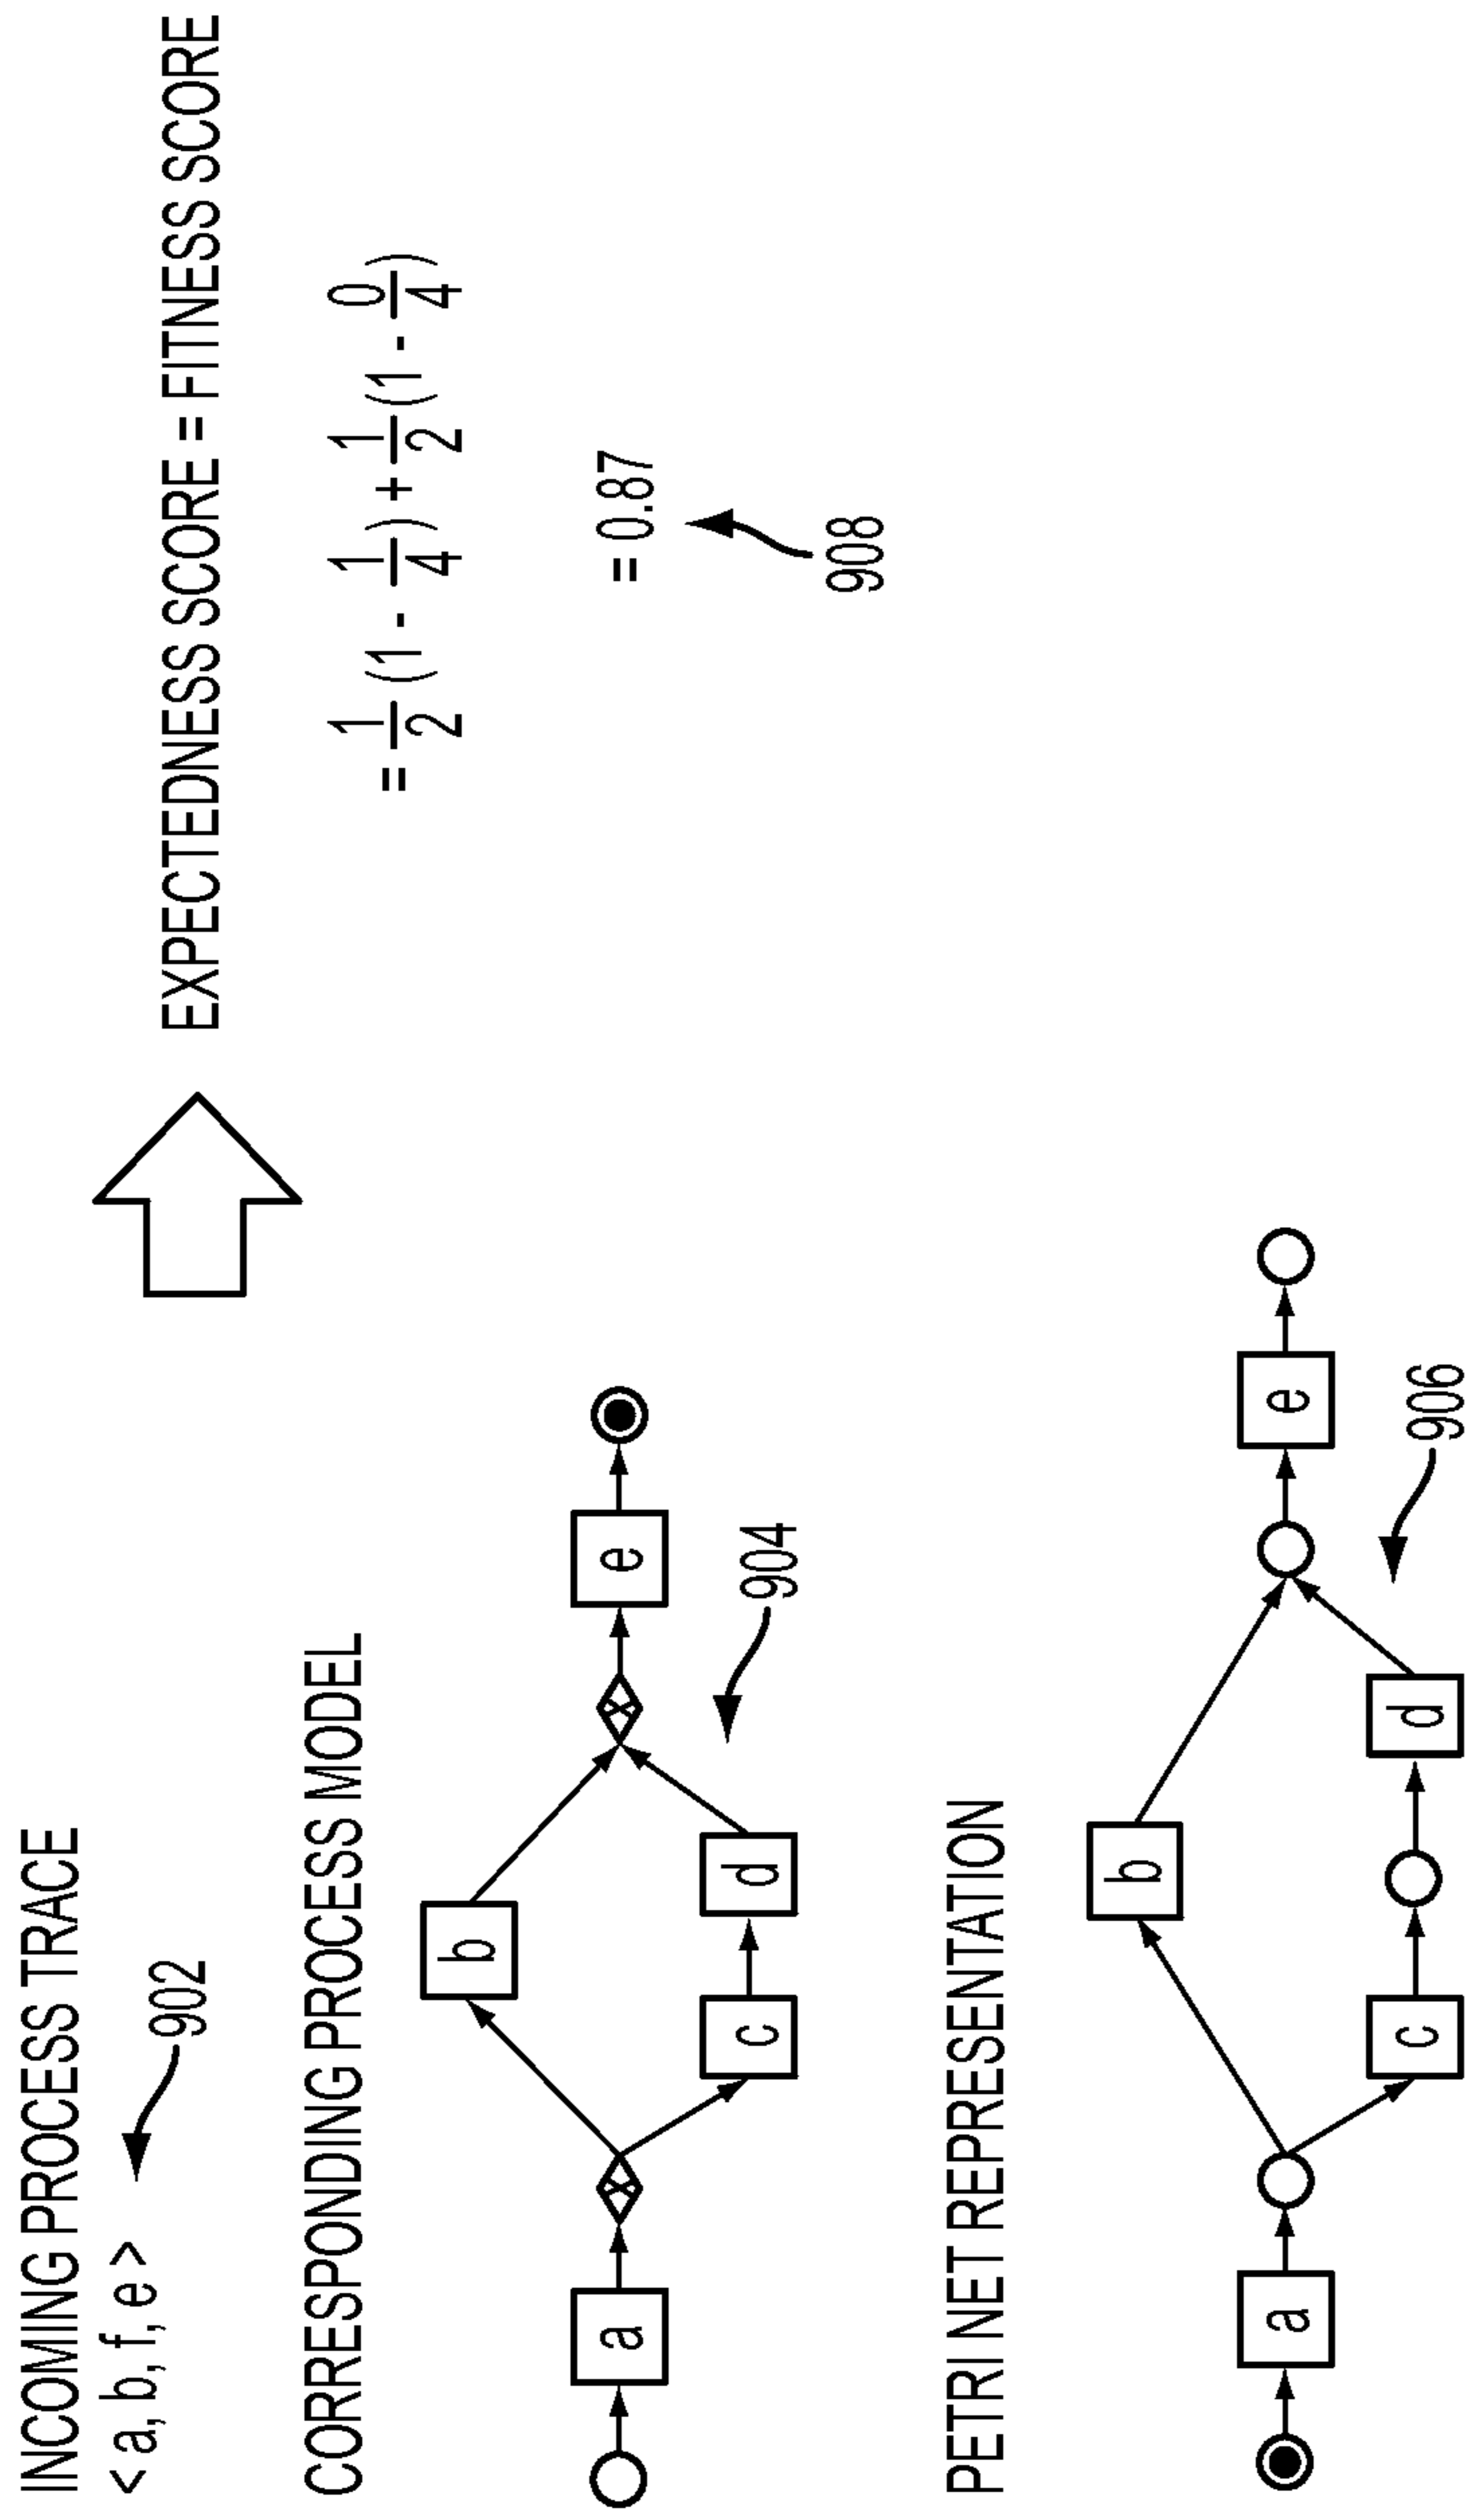 INCOMING PROCESS TRACE
< a, b, f, e >
902
CORRESPONDING PROCESS MODEL
a
b
c
d
e
904
PETRI NET REPRESENTATION
a
b
c
d
e
906
EXPECTEDNESS SCORE = FITNESS SCORE
= 1/2 (1 - 1/4) + 1/2 (1 - 0/4)
= 0.87
908